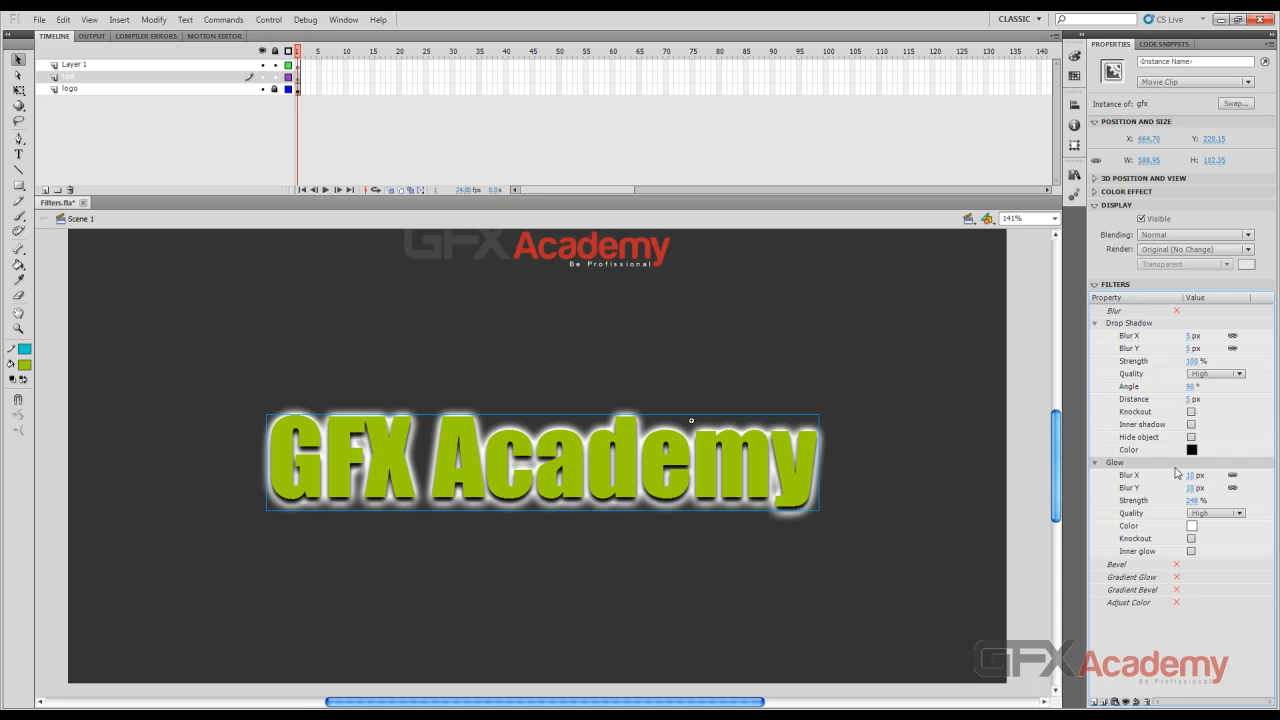 Fl File Edit View Insert Modify Text Commands Control Debug Window Help CLASSIC CS Live
TIMELINE OUTPUT COMPILER ERRORS MOTION EDITOR
1 5 10 15 20 25 30 35 40 45 50 55 60 65 70 75 80 85 90 95 100 105 110 115 120 125 130 135 140
Layer 1
text
logo
1 24.00 fps 0.0 s
Filters.fla*
Scene 1 141%
GFX Academy
Be Profissional
GFX Academy
PROPERTIES CODE SNIPPETS
<Instance Name>
Movie Clip
Instance of: gfx Swap...
POSITION AND SIZE
X: 664.70 Y: 220.15
W: 588.95 H: 102.35
3D POSITION AND VIEW
COLOR EFFECT
DISPLAY
Visible
Blending: Normal
Render: Original (No Change)
Transparent
FILTERS
Property Value
Blur
Drop Shadow
Blur X 5 px
Blur Y 5 px
Strength 100 %
Quality High
Angle 90 °
Distance 5 px
Knockout
Inner shadow
Hide object
Color
Glow
Blur X 10 px
Blur Y 10 px
Strength 248 %
Quality High
Color
Knockout
Inner glow
Bevel
Gradient Glow
Gradient Bevel
Adjust Color
GFX Academy
Be Profissional